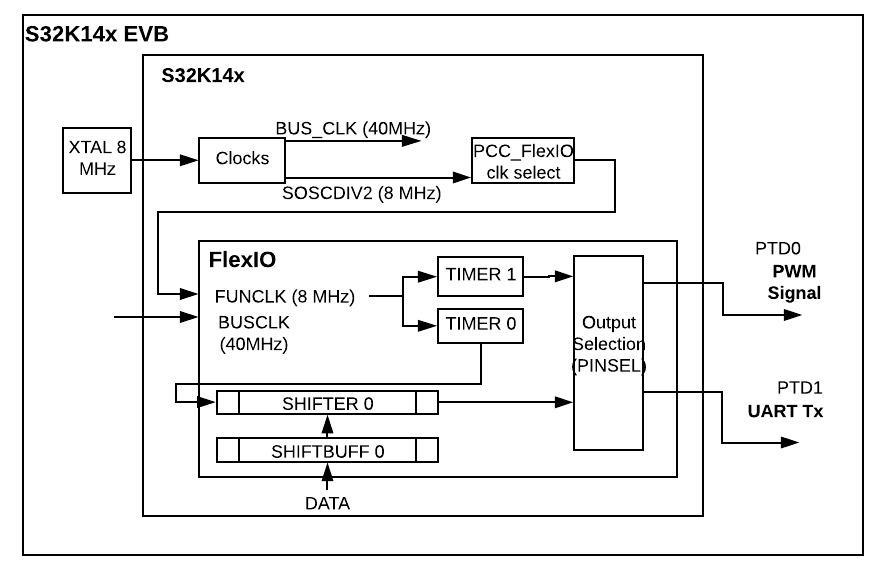 S32K14x EVB
S32K14x
XTAL 8
MHz
Clocks
BUS_CLK (40MHz)
SOSCDIV2 (8 MHz)
PCC_FlexIO
clk select
FlexIO
FUNCLK (8 MHz)
BUSCLK
(40MHz)
TIMER 1
TIMER 0
Output
Selection
(PINSEL)
SHIFTER 0
SHIFTBUFF 0
DATA
PTD0
PWM
Signal
PTD1
UART Tx